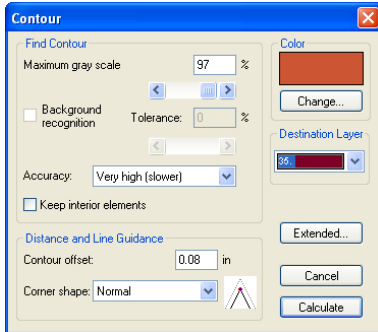 Contour
Find Contour
Maximum gray scale 97 %
Background recognition
Tolerance: 0 %
Accuracy: Very high (slower)
Keep interior elements
Distance and Line Guidance
Contour offset: 0.08 in
Corner shape: Normal
Color
Change...
Destination Layer
35.
Extended...
Cancel
Calculate